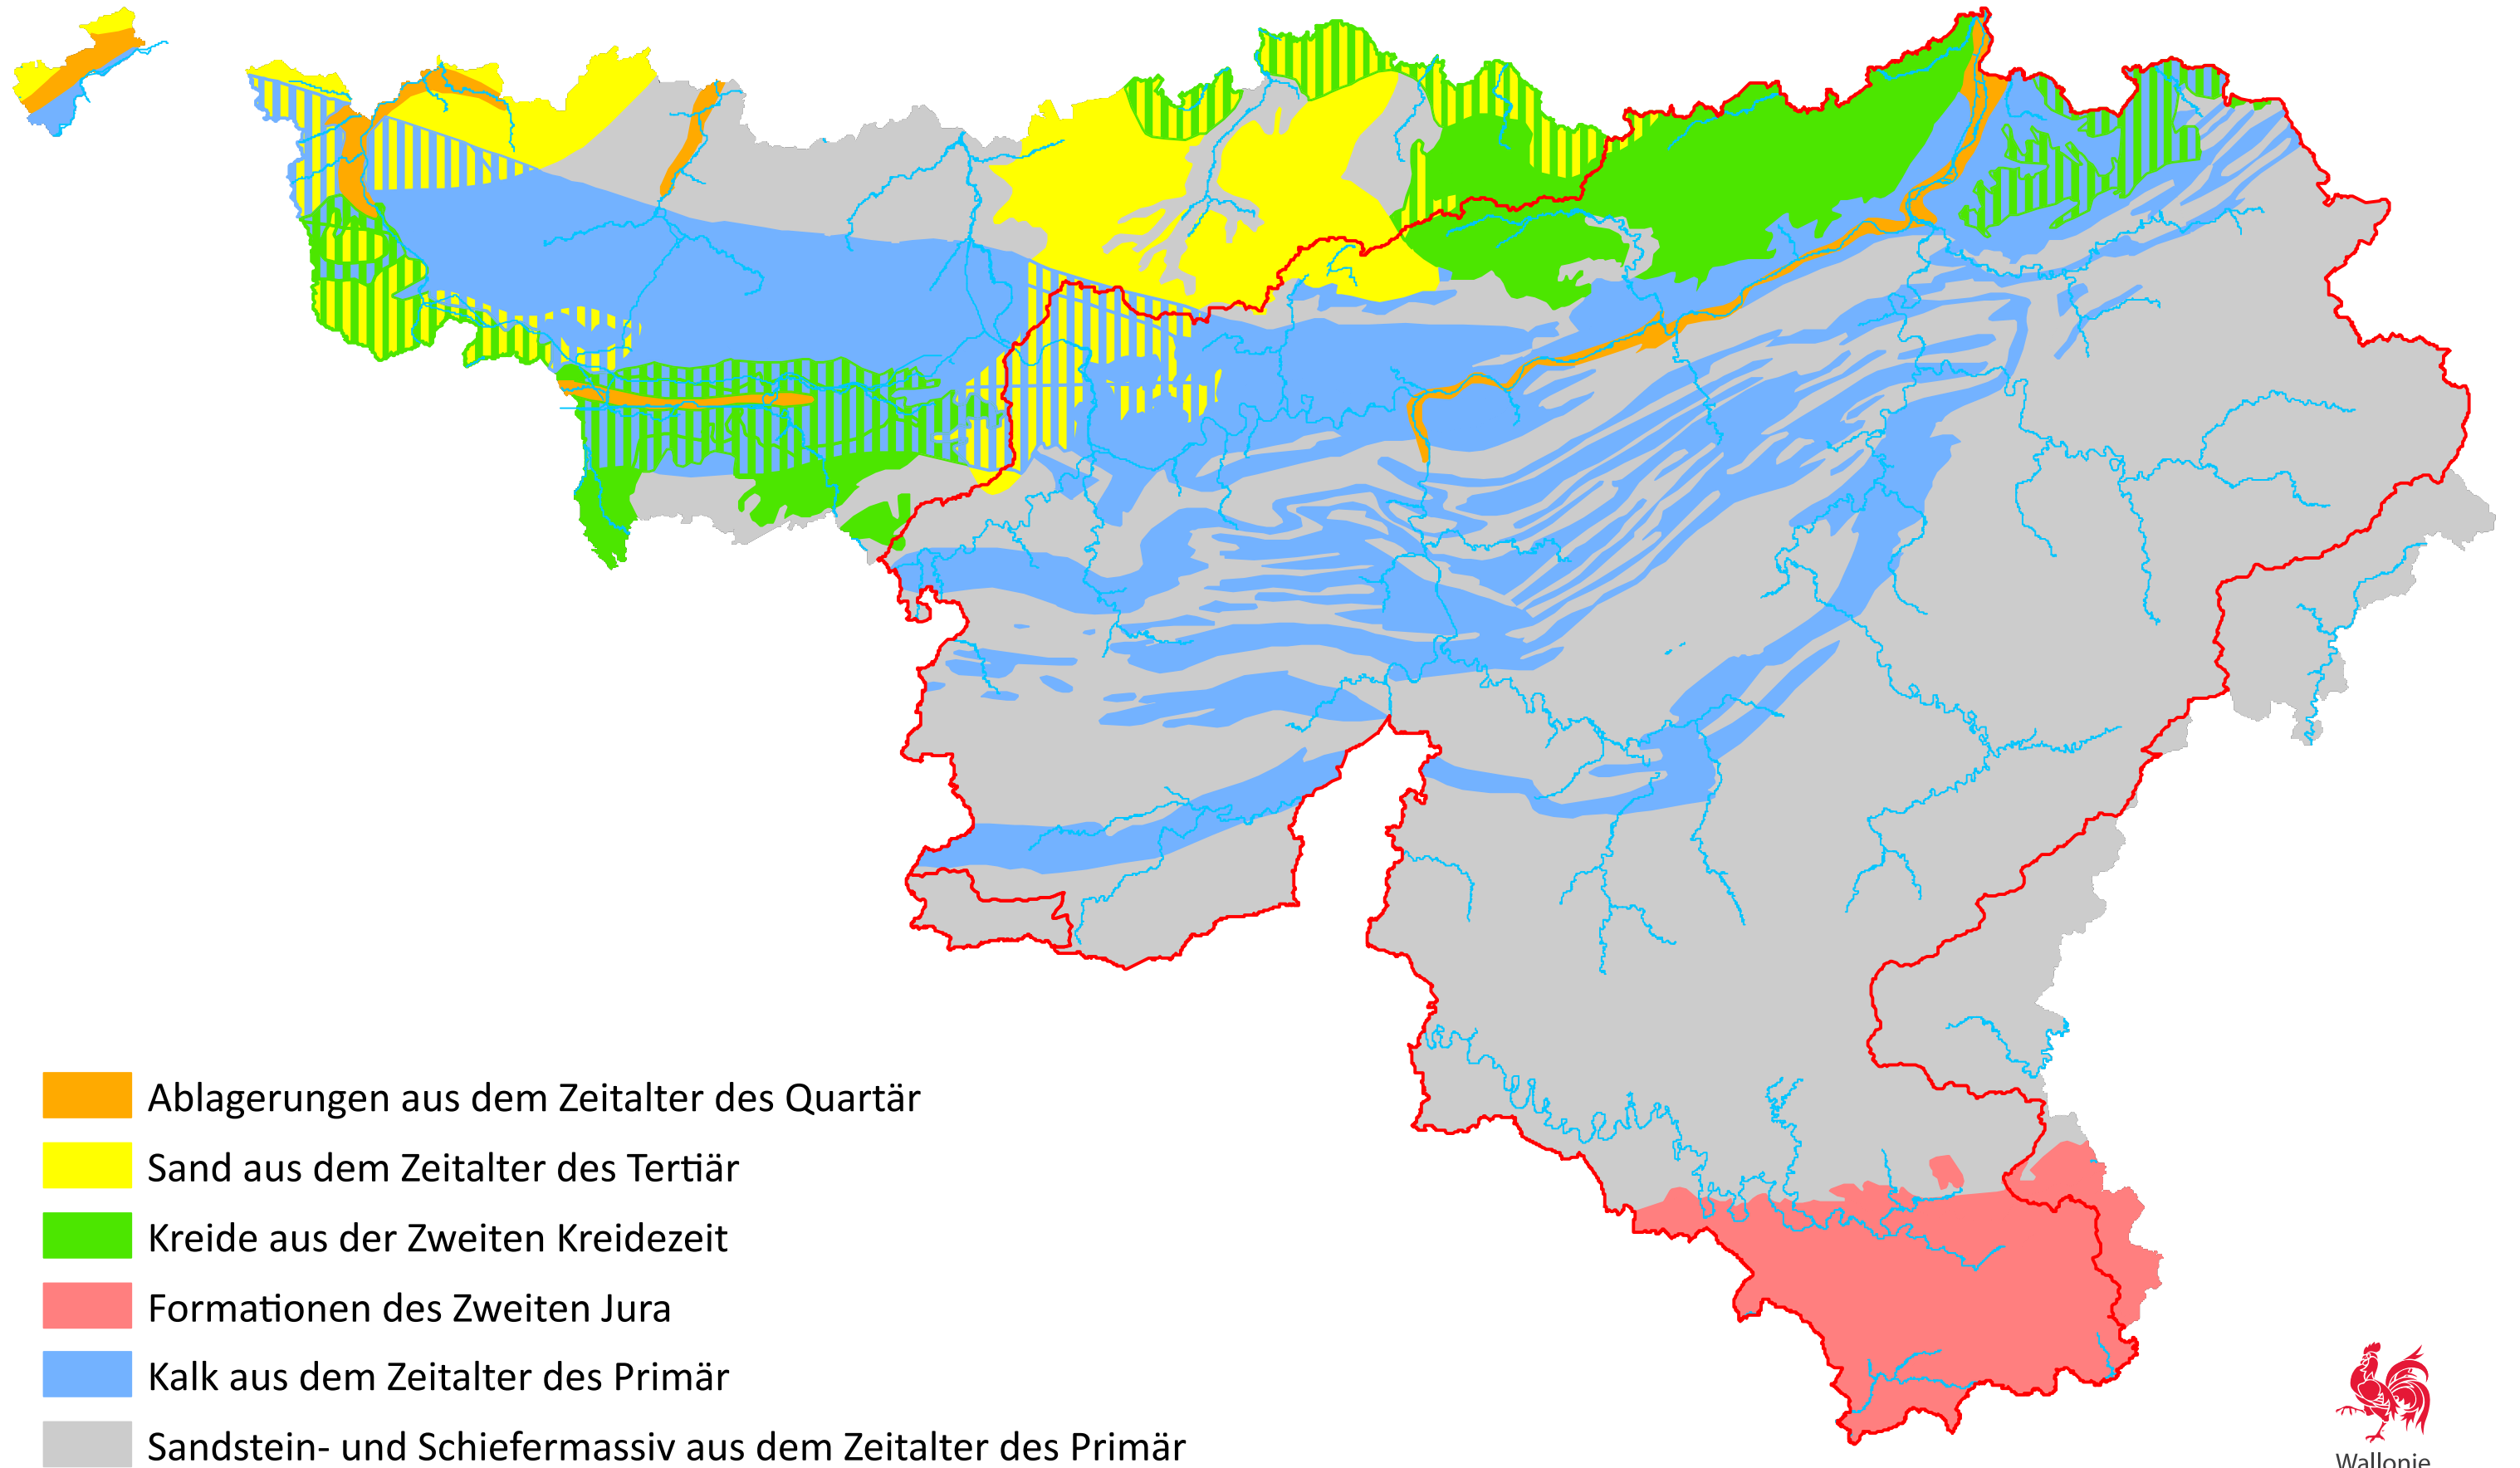 Ablagerungen aus dem Zeitalter des Quartär
Sand aus dem Zeitalter des Tertiär
Kreide aus der Zweiten Kreidezeit
Formationen des Zweiten Jura
Kalk aus dem Zeitalter des Primär
Sandstein- und Schiefermassiv aus dem Zeitalter des Primär
Wallonie